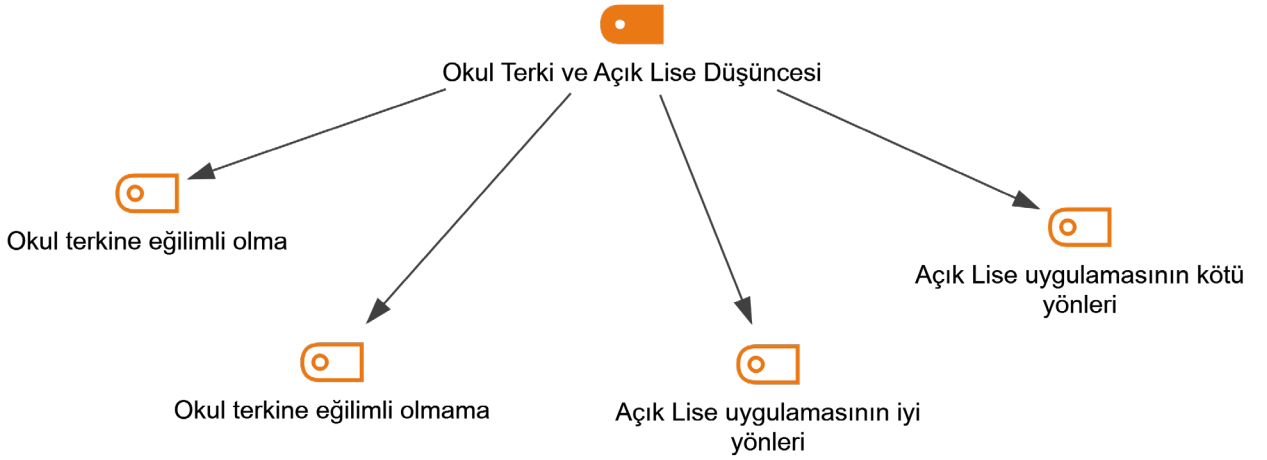 Okul Terki ve Açık Lise Düşüncesi
Okul terkine eğilimli olma
Açık Lise uygulamasının kötü
yönleri
Okul terkine eğilimli olmama
Açık Lise uygulamasının iyi
yönleri